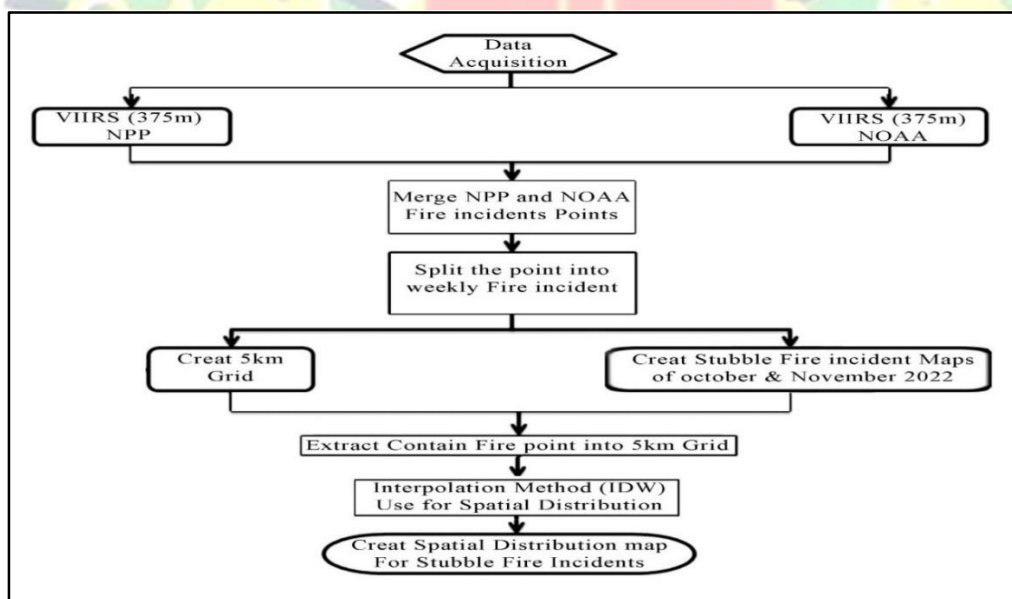 Data
Acquisition
VIIRS (375m)
NPP
VIIRS (375m)
NOAA
Merge NPP and NOAA
Fire incidents Points
Split the point into
weekly Fire incident
Creat 5km
Grid
Creat Stubble Fire incident Maps
of october & November 2022
Extract Contain Fire point into 5km Grid
Interpolation Method (IDW)
Use for Spatial Distribution
Creat Spatial Distribution map
For Stubble Fire Incidents